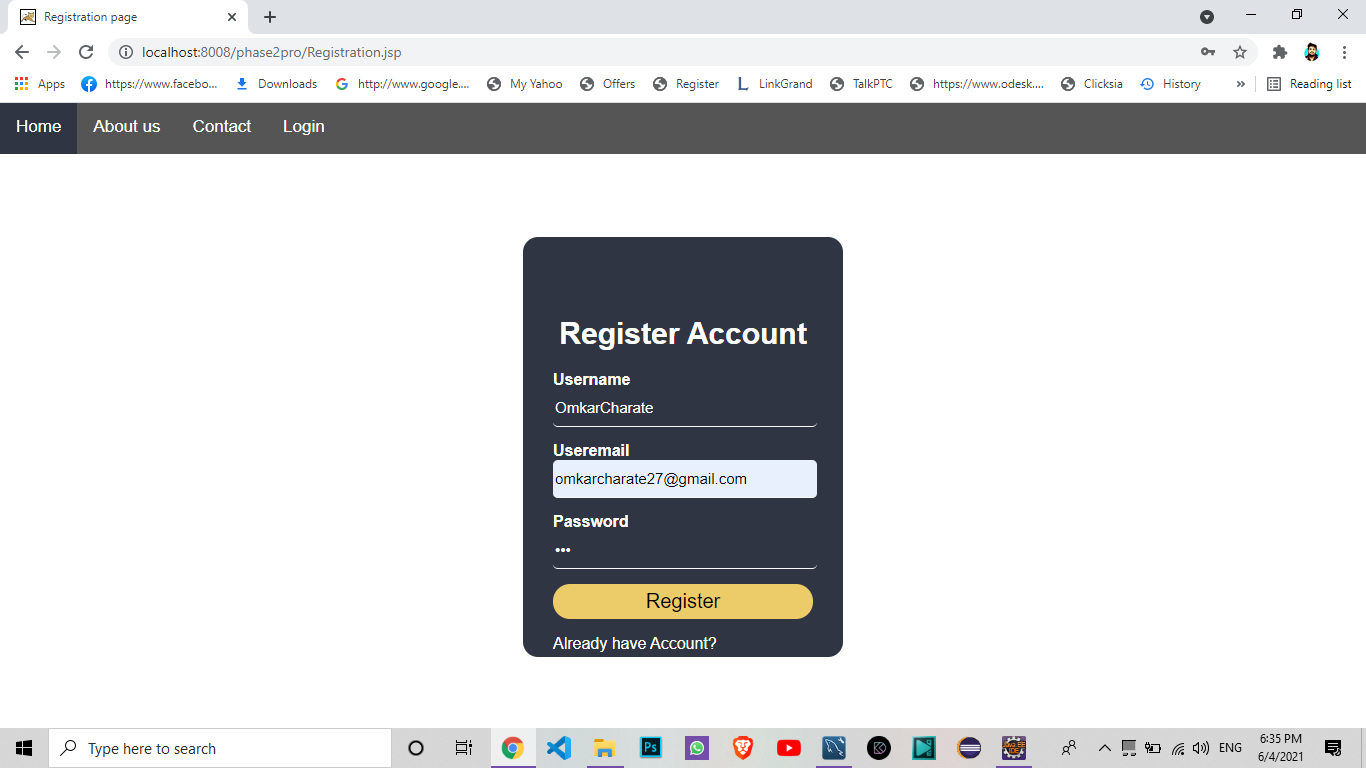 Registration page
localhost:8008/phase2pro/Registration.jsp
Apps https://www.facebo... Downloads http://www.google.... My Yahoo Offers Register LinkGrand TalkPTC https://www.odesk.... Clicksia History » Reading list
Home About us Contact Login
Register Account
Username
OmkarCharate
Useremail
omkarcharate27@gmail.com
Password
•••
Register
Already have Account?
Type here to search
Ps
ENG
6:35 PM
6/4/2021